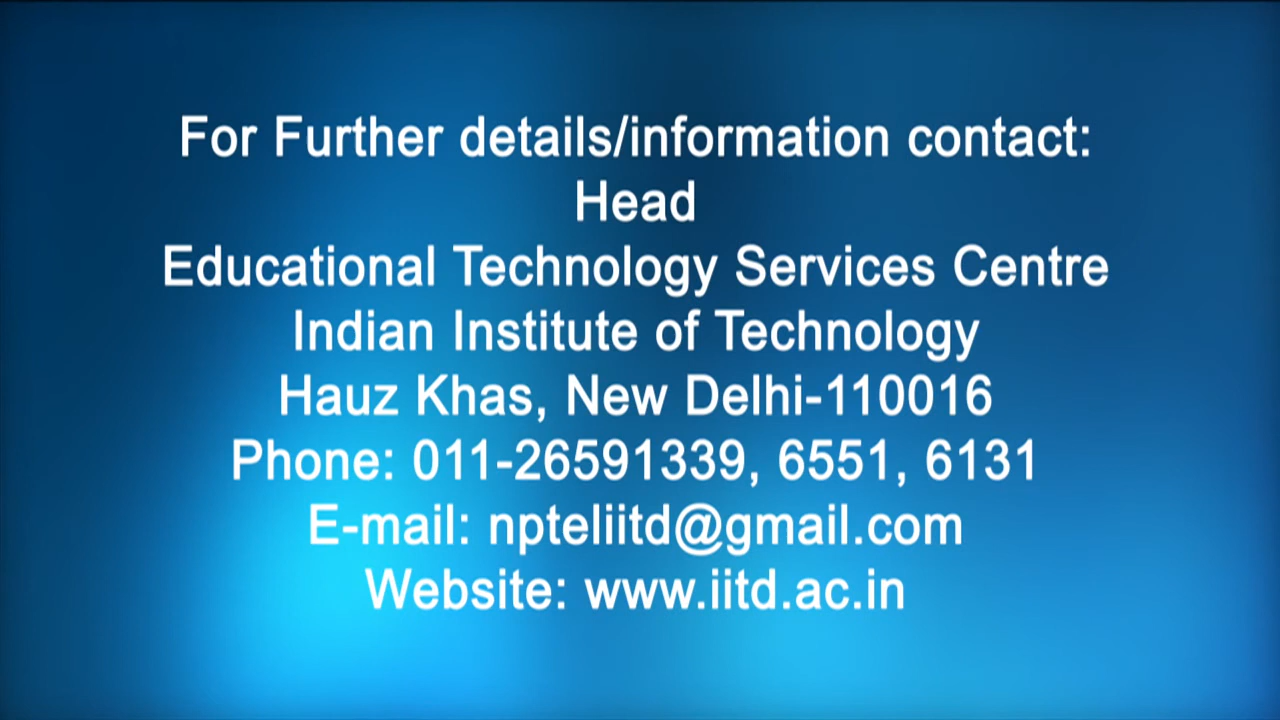 For Further details/information contact:
Head
Educational Technology Services Centre
Indian Institute of Technology
Hauz Khas, New Delhi-110016
Phone: 011-26591339, 6551, 6131
E-mail: npteliitd@gmail.com
Website: www.iitd.ac.in